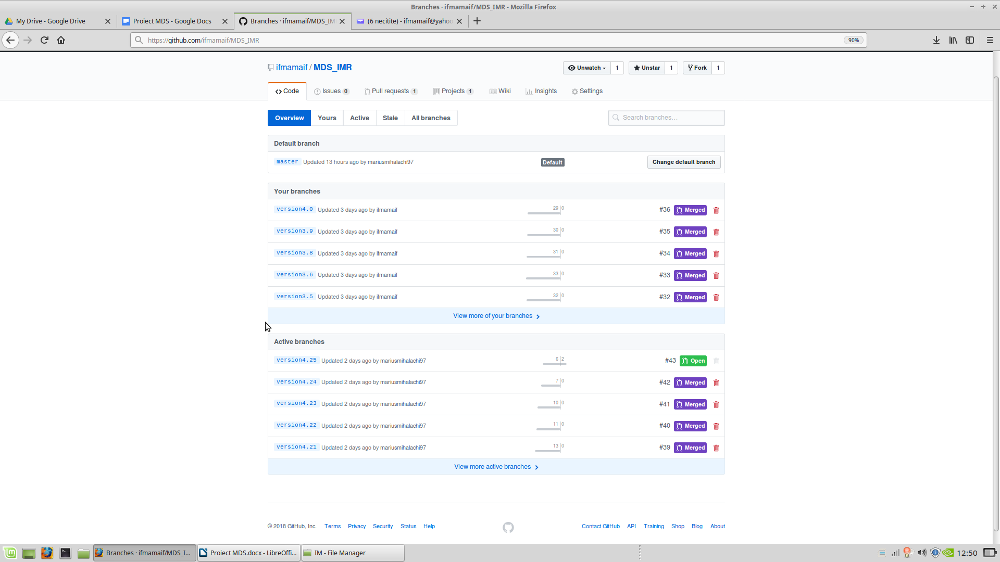 Branches · ifmamaif/MDS_IMR - Mozilla Firefox
My Drive - Google Drive
Proiect MDS - Google Docs
Branches · ifmamaif/MDS_IM
(6 necitite) - ifmamaif@yahoo
https://github.com/ifmamaif/MDS_IMR
90%
ifmamaif / MDS_IMR
Unwatch 1
Unstar 1
Fork 1
Code
Issues 0
Pull requests 1
Projects 1
Wiki
Insights
Settings
Overview
Yours
Active
Stale
All branches
Search branches...
Default branch
master Updated 13 hours ago by mariusmihalachi97 Default Change default branch
Your branches
version4.0 Updated 3 days ago by ifmamaif 29 0 #36 Merged
version3.9 Updated 3 days ago by ifmamaif 30 0 #35 Merged
version3.8 Updated 3 days ago by ifmamaif 31 0 #34 Merged
version3.6 Updated 3 days ago by ifmamaif 33 0 #33 Merged
version3.5 Updated 3 days ago by ifmamaif 32 0 #32 Merged
View more of your branches
Active branches
version4.25 Updated 2 days ago by mariusmihalachi97 6 2 #43 Open
version4.24 Updated 2 days ago by mariusmihalachi97 7 0 #42 Merged
version4.23 Updated 2 days ago by mariusmihalachi97 10 0 #41 Merged
version4.22 Updated 2 days ago by mariusmihalachi97 11 0 #40 Merged
version4.21 Updated 2 days ago by mariusmihalachi97 13 0 #39 Merged
View more active branches
© 2018 GitHub, Inc. Terms Privacy Security Status Help Contact GitHub API Training Shop Blog About
Branches · ifmamaif/MDS_I...
Proiect MDS.docx - LibreOffi...
IM - File Manager
12:50